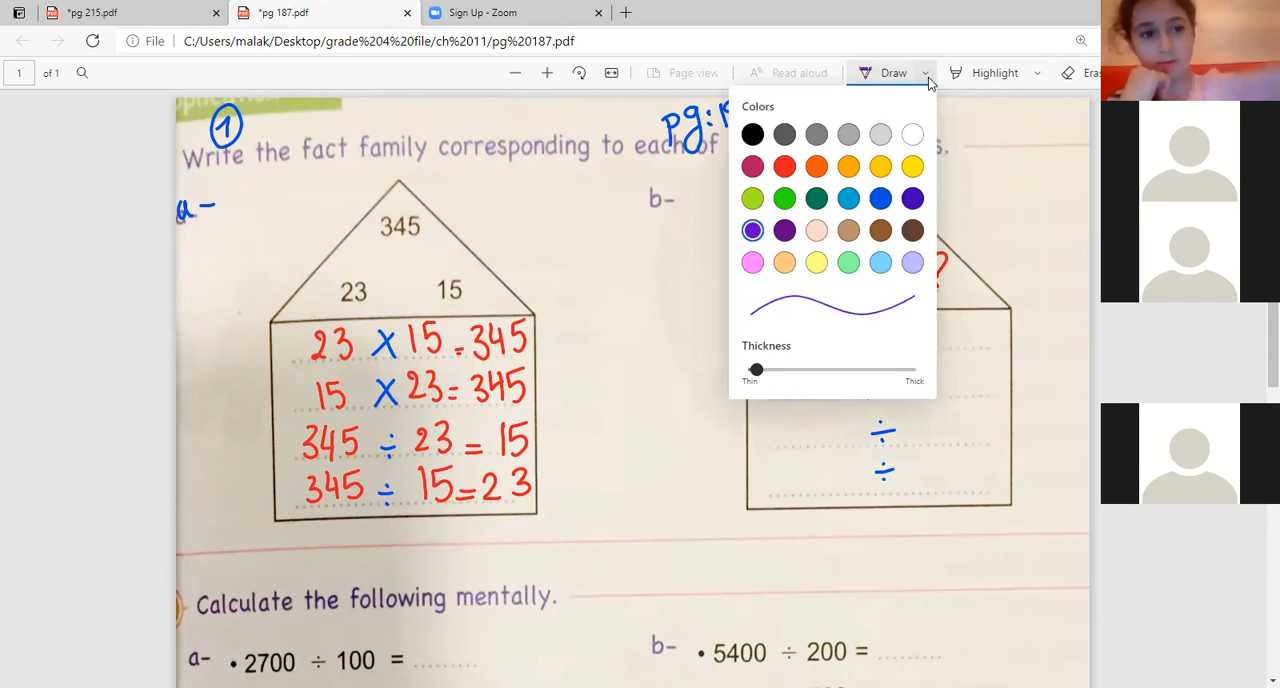 *pg 215.pdf
*pg 187.pdf
Sign Up - Zoom
File
C:/Users/malak/Desktop/grade%204%20file/ch%2011/pg%20187.pdf
1 of 1
Page view
Read aloud
Draw
Highlight
Colors
Thickness
Thin Thick
1
pg:
Write the fact family corresponding to each of
a-
345
23 15
23 X 15 = 345
15 X 23 = 345
345 ÷ 23 = 15
345 ÷ 15 = 23
b-
?
÷
÷
Calculate the following mentally.
a- • 2700 ÷ 100 = ..........
b- • 5400 ÷ 200 = ..........